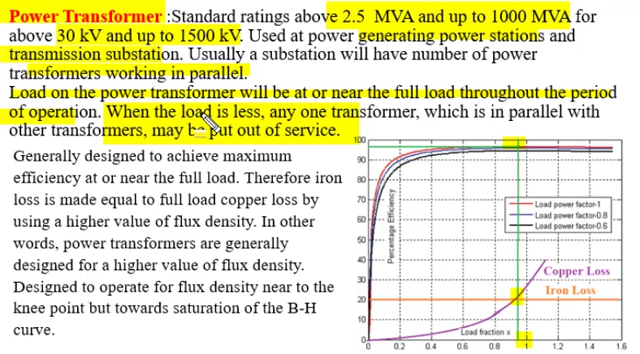 Power Transformer :Standard ratings above 2.5 MVA and up to 1000 MVA for
above 30 kV and up to 1500 kV. Used at power generating power stations and
transmission substation. Usually a substation will have number of power
transformers working in parallel.
Load on the power transformer will be at or near the full load throughout the period
of operation. When the load is less, any one transformer, which is in parallel with
other transformers, may be put out of service.
Generally designed to achieve maximum
efficiency at or near the full load. Therefore iron
loss is made equal to full load copper loss by
using a higher value of flux density. In other
words, power transformers are generally
designed for a higher value of flux density.
Designed to operate for flux density near to the
knee point but towards saturation of the B-H
curve.
100
90
80
70
60
50
40
30
20
10
0
Percentage Efficiency
Load power factor-1
Load power factor-0.8
Load power factor-0.6
Copper Loss
Iron Loss
Load fraction x
0 0.2 0.4 0.6 0.8 1 1.2 1.4 1.6